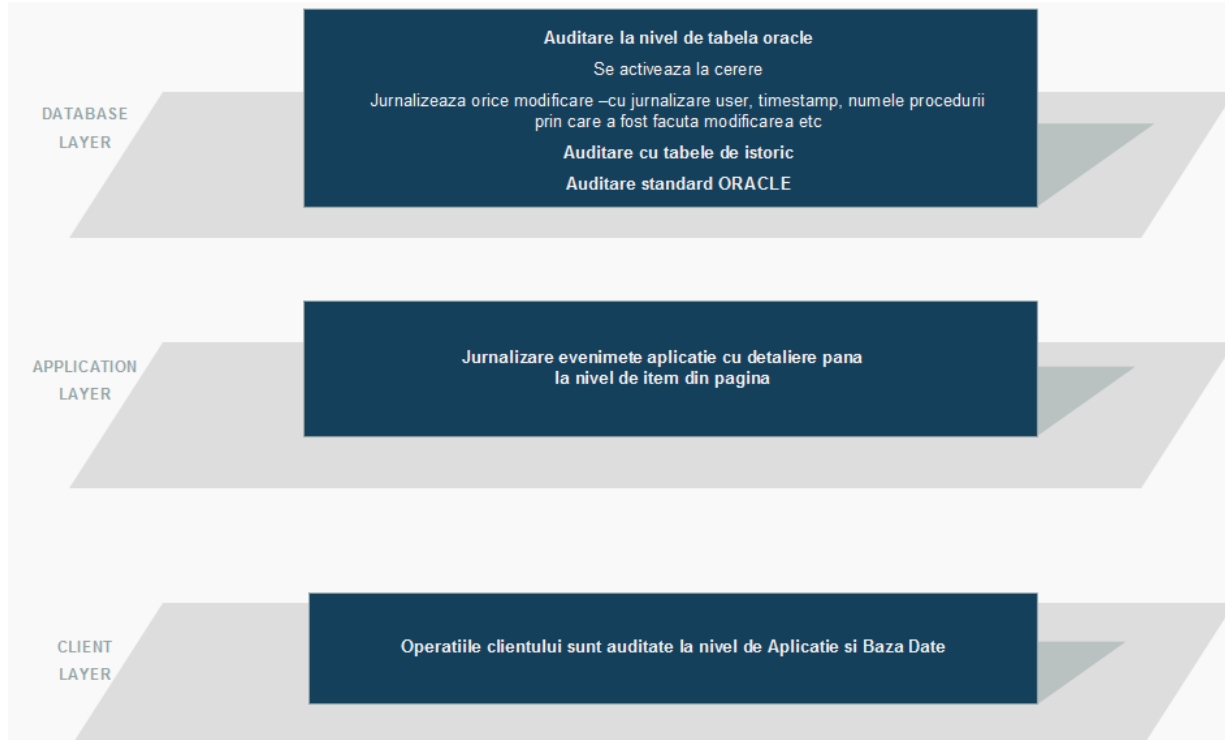 Auditare la nivel de tabela oracle
Se activeaza la cerere
Jurnalizeaza orice modificare –cu jurnalizare user, timestamp, numele procedurii
prin care a fost facuta modificarea etc
Auditare cu tabele de istoric
Auditare standard ORACLE
DATABASE
LAYER
Jurnalizare evenimete aplicatie cu detaliere pana
la nivel de item din pagina
APPLICATION
LAYER
Operatiile clientului sunt auditate la nivel de Aplicatie si Baza Date
CLIENT
LAYER